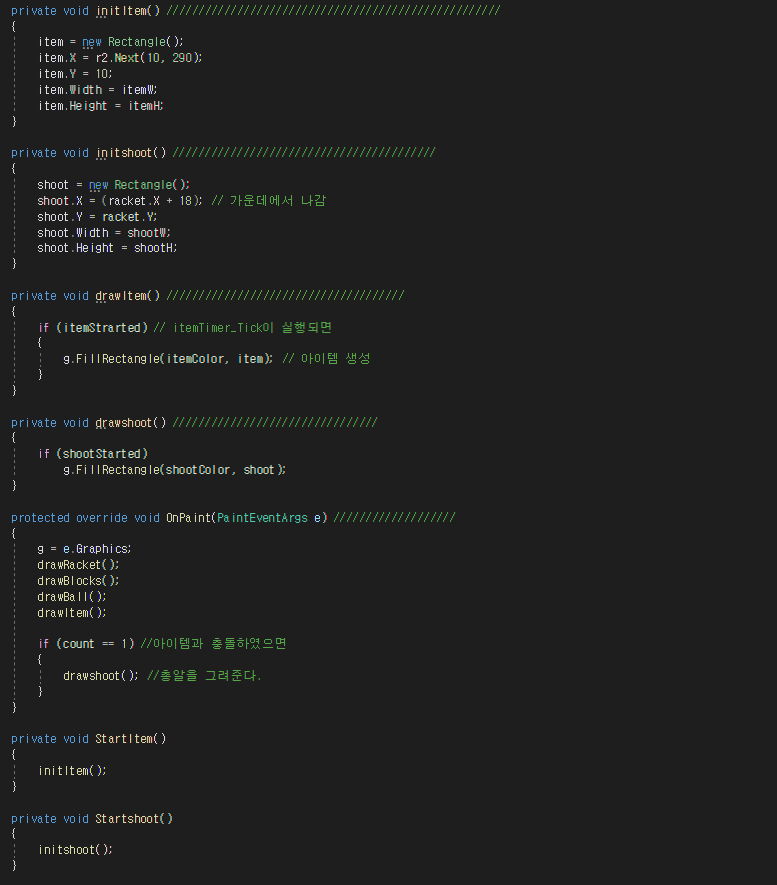 private void initItem() ////////////////////////////////////////////////////
{
item = new Rectangle();
item.X = r2.Next(10, 290);
item.Y = 10;
item.Width = itemW;
item.Height = itemH;
}
private void initshoot() /////////////////////////////////////////
{
shoot = new Rectangle();
shoot.X = (racket.X + 18); // 가운데에서 나감
shoot.Y = racket.Y;
shoot.Width = shootW;
shoot.Height = shootH;
}
private void drawItem() /////////////////////////////////////
{
if (itemStrarted) // itemTimer_Tick이 실행되면
{
g.FillRectangle(itemColor, item); // 아이템 생성
}
}
private void drawshoot() ////////////////////////////////
{
if (shootStarted)
g.FillRectangle(shootColor, shoot);
}
protected override void OnPaint(PaintEventArgs e) ///////////////////
{
g = e.Graphics;
drawRacket();
drawBlocks();
drawBall();
drawItem();
if (count == 1) //아이템과 충돌하였으면
{
drawshoot(); //총알을 그려준다.
}
}
private void StartItem()
{
initItem();
}
private void Startshoot()
{
initshoot();
}